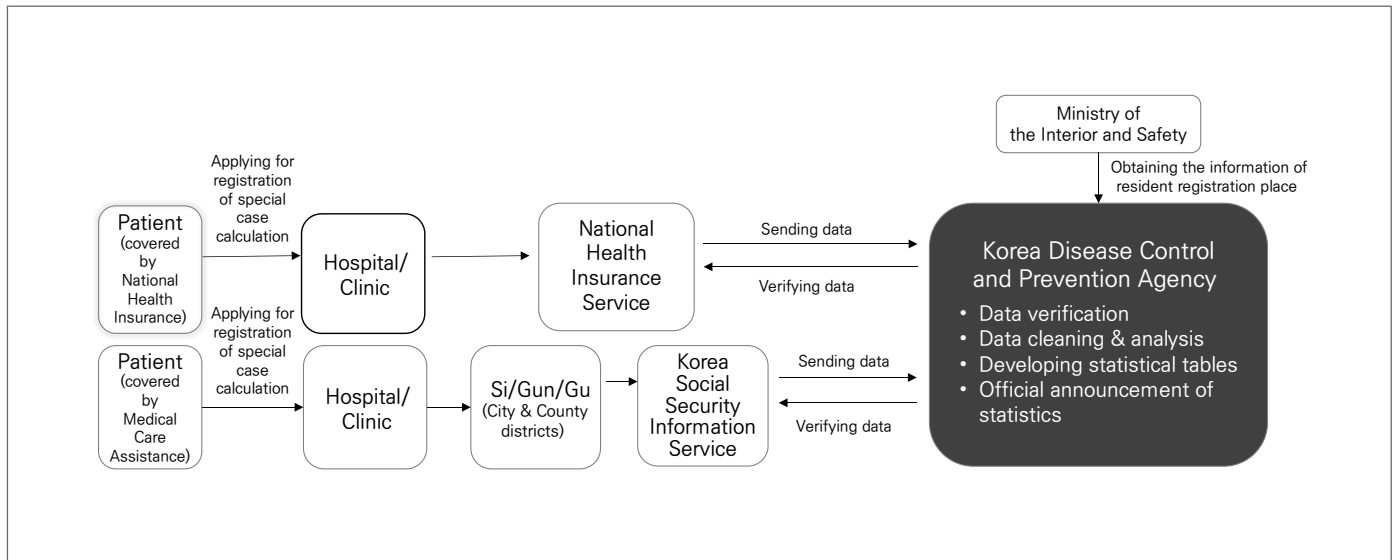 Ministry of
the Interior and Safety
Obtaining the information of
resident registration place
Applying for
registration
of special
case
calculation
Patient
(covered
by
National
Health
Insurance)
Hospital/
Clinic
National
Health
Insurance
Service
Sending data
Verifying data
Korea Disease Control
and Prevention Agency
• Data verification
• Data cleaning & analysis
• Developing statistical tables
• Official announcement of
statistics
Applying for
registration
of special
case
calculation
Patient
(covered
by
Medical
Care
Assistance)
Hospital/
Clinic
Si/Gun/Gu
(City & County
districts)
Korea
Social
Security
Information
Service
Sending data
Verifying data